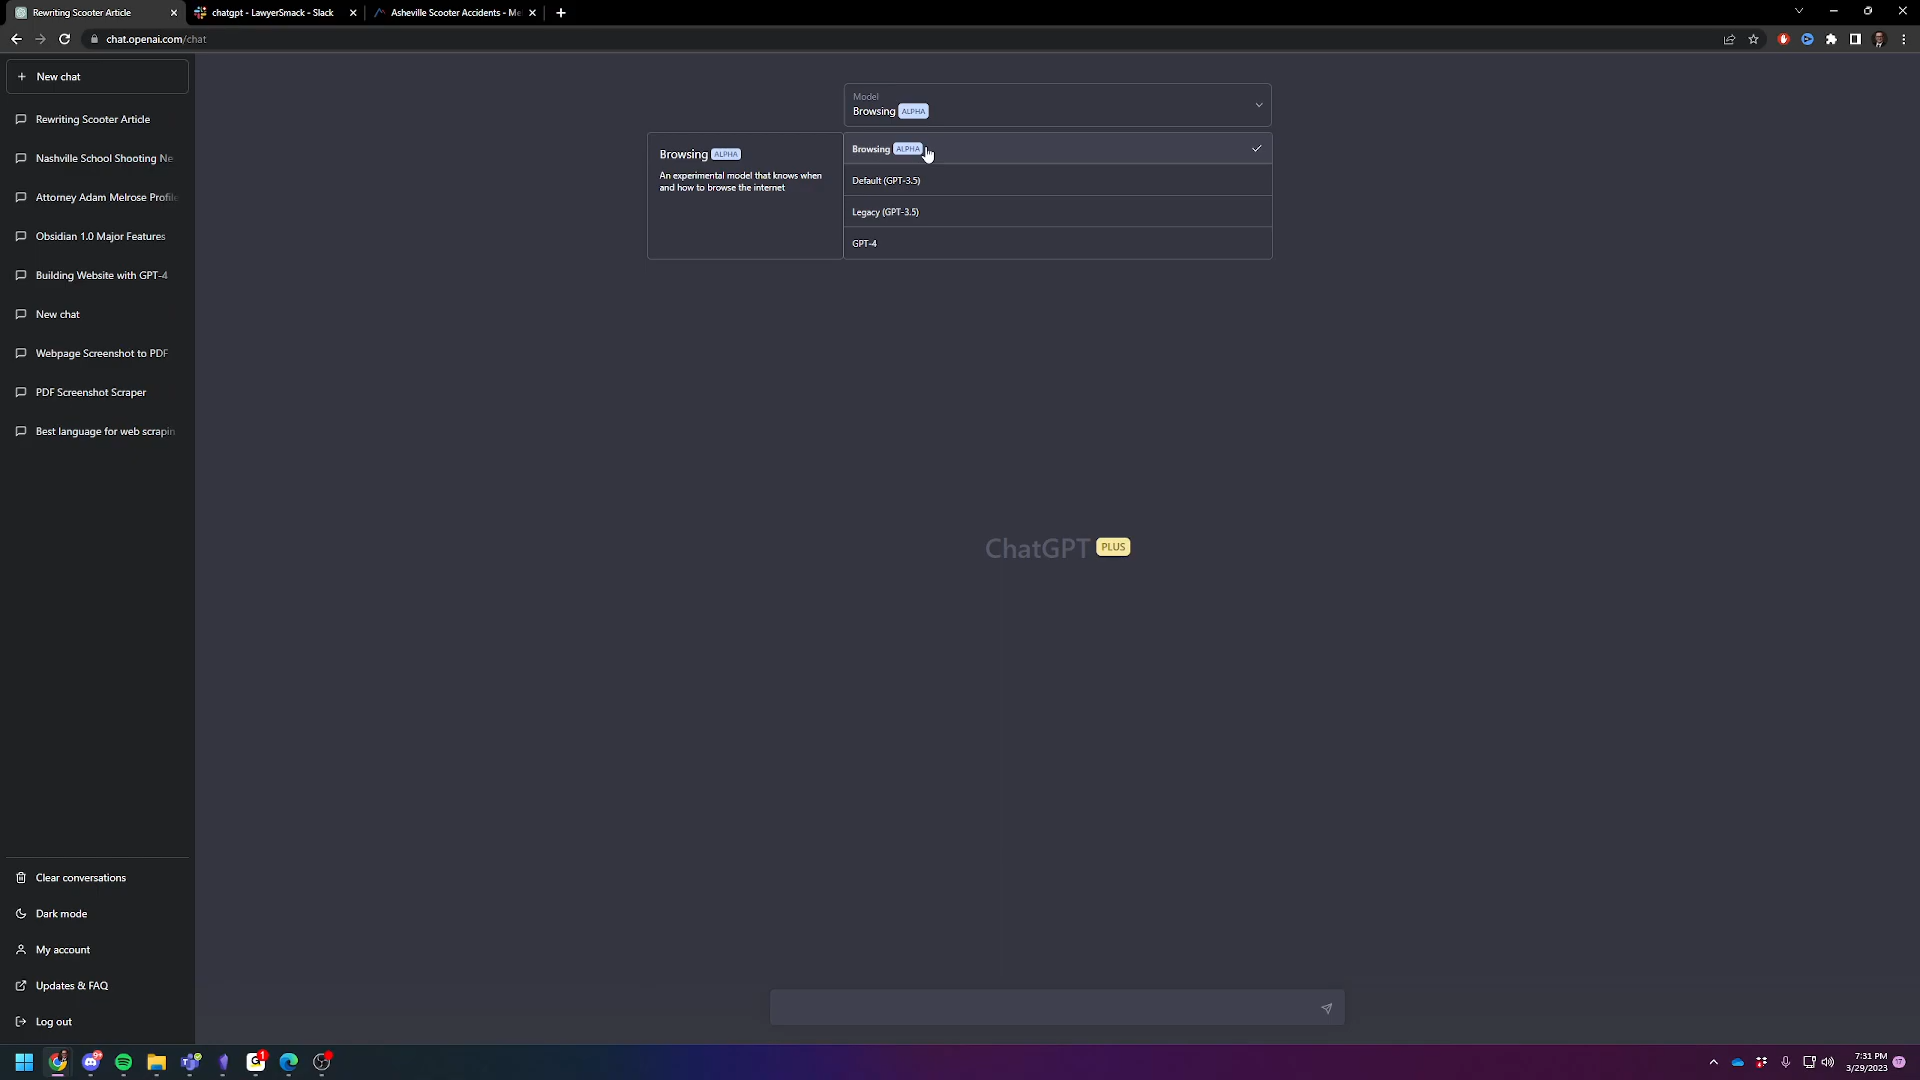 Rewriting Scooter Article
chatgpt - LawyerSmack - Slack
Asheville Scooter Accidents - Me
chat.openai.com/chat
New chat
Rewriting Scooter Article
Nashville School Shooting Ne
Attorney Adam Melrose Profile
Obsidian 1.0 Major Features
Building Website with GPT-4
New chat
Webpage Screenshot to PDF
PDF Screenshot Scraper
Best language for web scrapin
Model
Browsing ALPHA
Browsing ALPHA
An experimental model that knows when
and how to browse the internet
Browsing ALPHA
Default (GPT-3.5)
Legacy (GPT-3.5)
GPT-4
ChatGPT PLUS
Clear conversations
Dark mode
My account
Updates & FAQ
Log out
9+
1
7:31 PM
3/29/2023
17